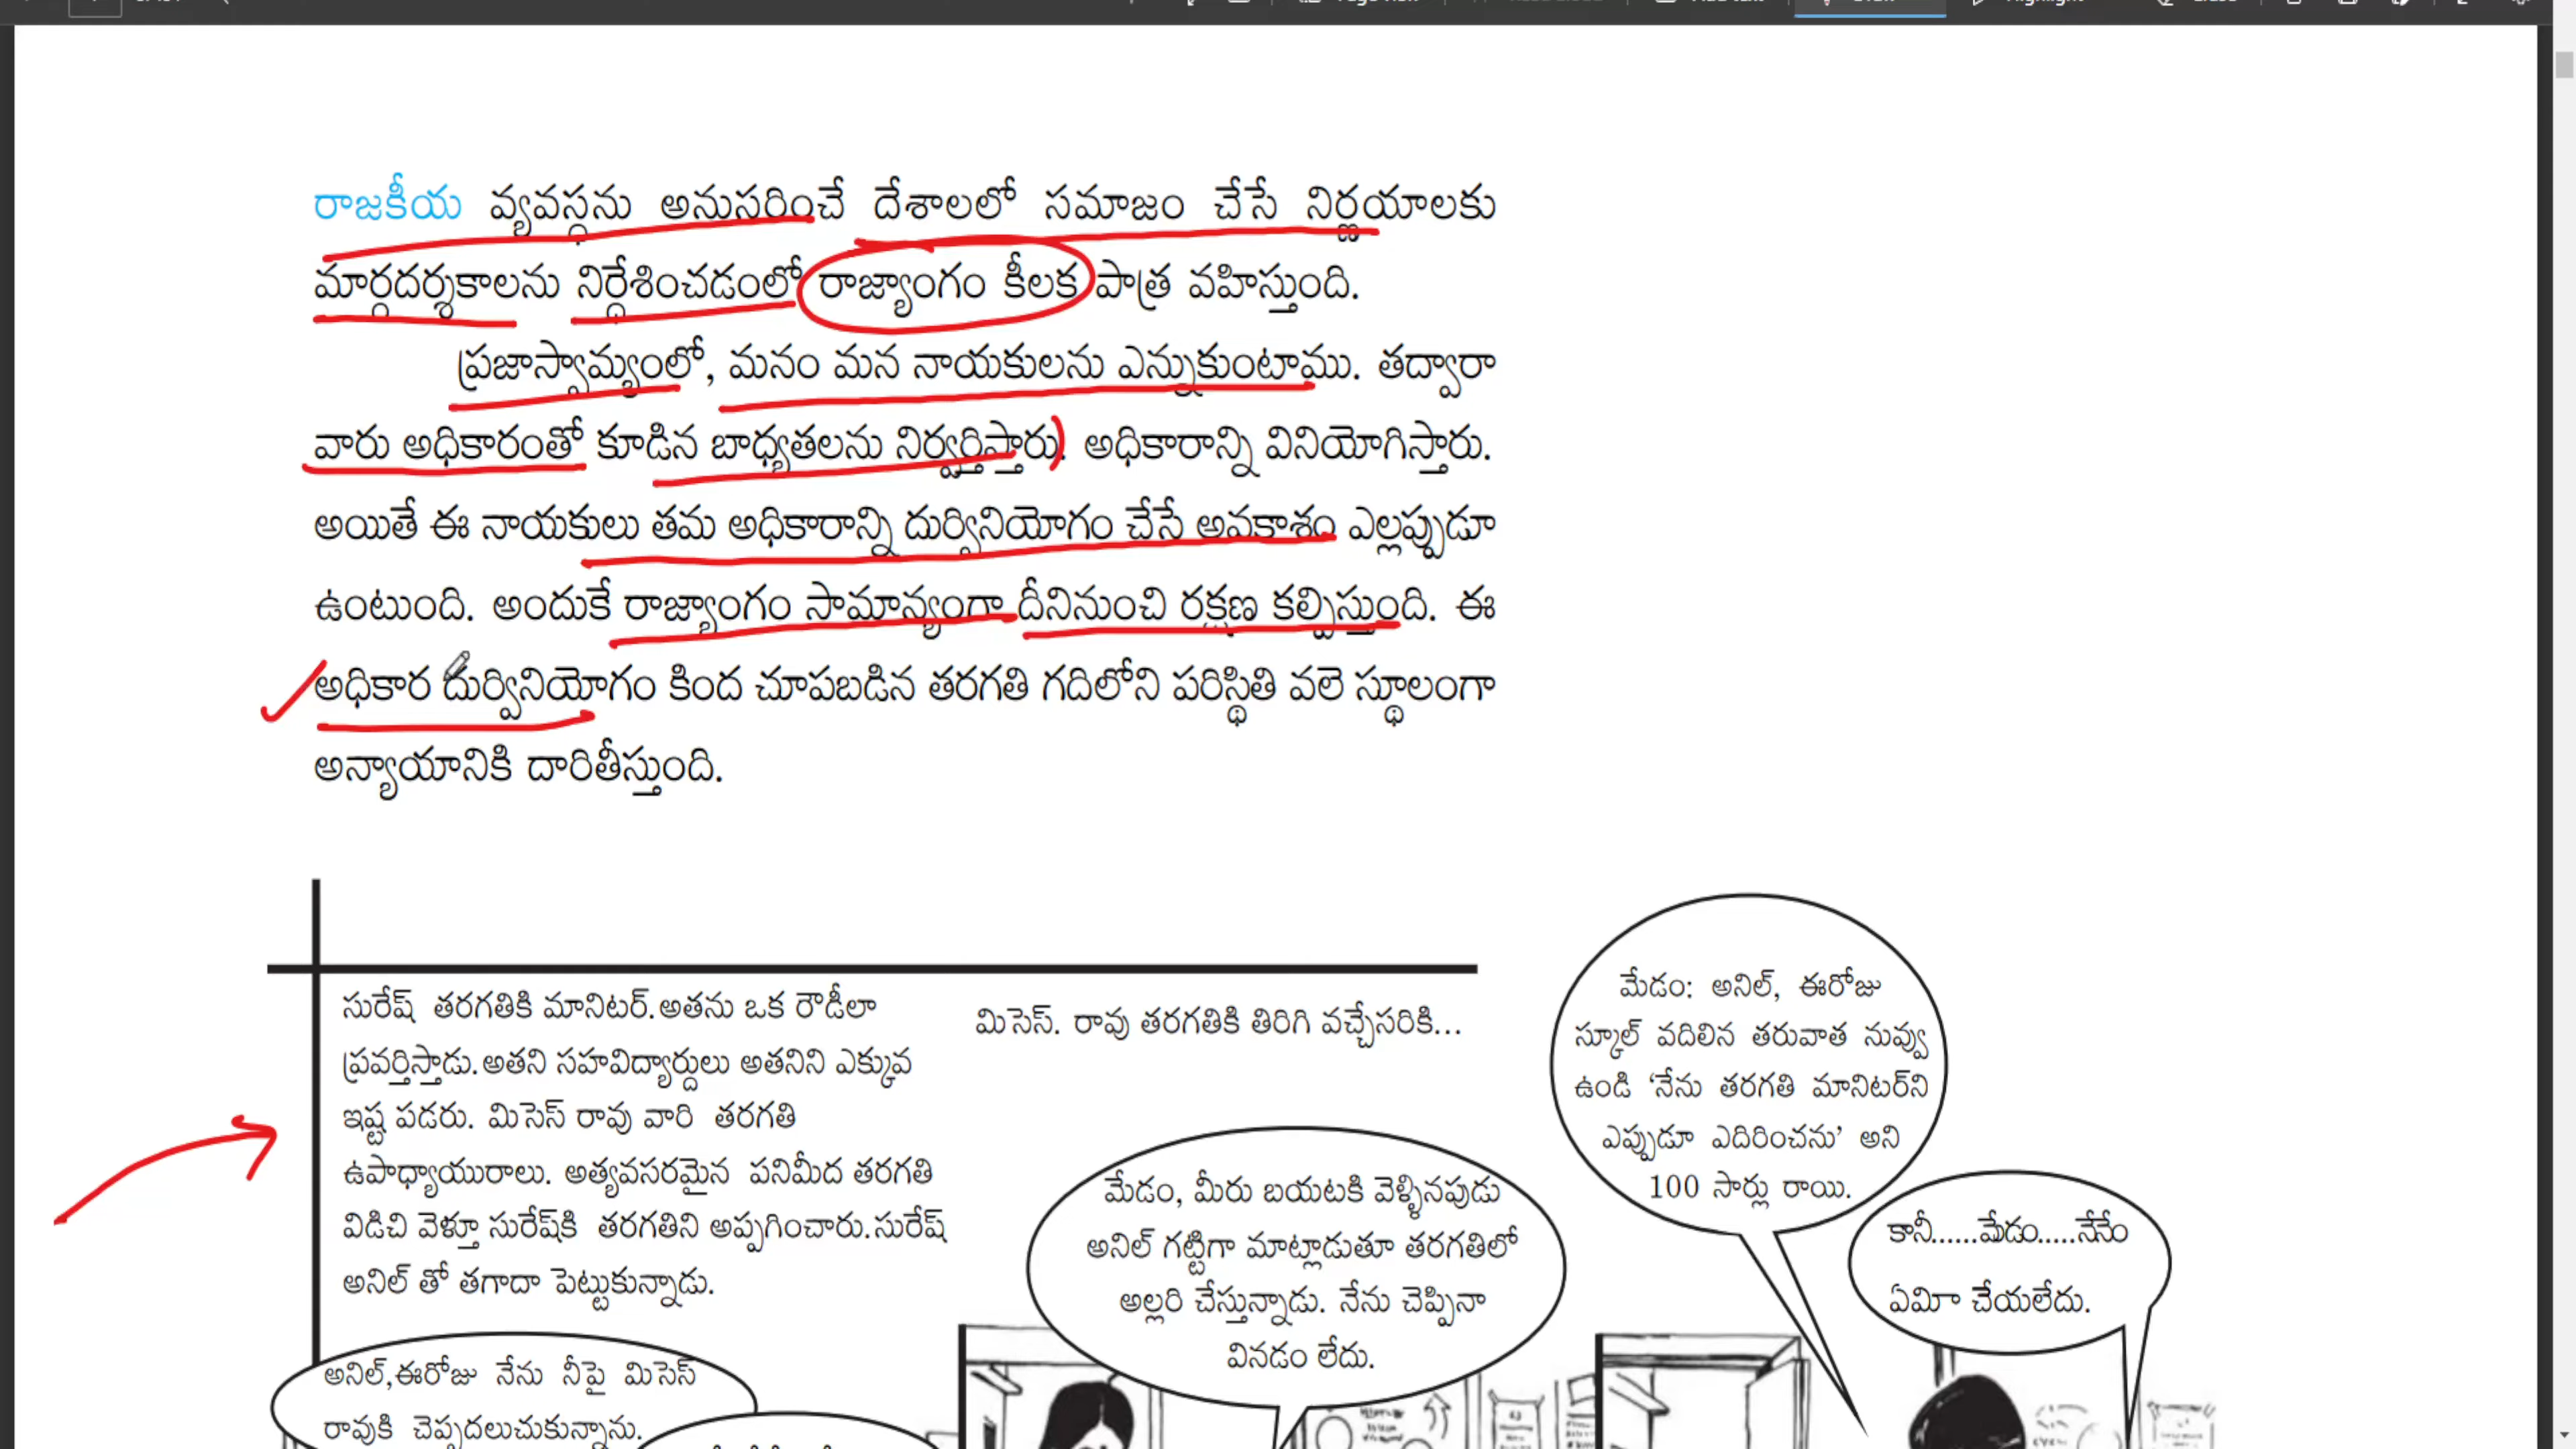 రాజకీయ వ్యవస్థను అనుసరించే దేశాలలో సమాజం చేసే నిర్ణయాలకు
మార్గదర్శకాలను నిర్దేశించడంలో రాజ్యాంగం కీలక పాత్ర వహిస్తుంది.
ప్రజాస్వామ్యంలో, మనం మన నాయకులను ఎన్నుకుంటాము. తద్వారా
వారు అధికారంతో కూడిన బాధ్యతలను నిర్వర్తిస్తారు. అధికారాన్ని వినియోగిస్తారు.
అయితే ఈ నాయకులు తమ అధికారాన్ని దుర్వినియోగం చేసే అవకాశం ఎల్లప్పుడూ
ఉంటుంది. అందుకే రాజ్యాంగం సామాన్యంగా దీనినుంచి రక్షణ కల్పిస్తుంది. ఈ
అధికార దుర్వినియోగం కింద చూపబడిన తరగతి గదిలోని పరిస్థితి వలె స్థూలంగా
అన్యాయానికి దారితీస్తుంది.
సురేష్ తరగతికి మానిటర్.అతను ఒక రౌడీలా
ప్రవర్తిస్తాడు.అతని సహవిద్యార్థులు అతనిని ఎక్కువ
ఇష్ట పడరు. మిసెస్ రావు వారి తరగతి
ఉపాధ్యాయురాలు. అత్యవసరమైన పనిమీద తరగతి
విడిచి వెళ్తూ సురేష్‌కి తరగతిని అప్పగించారు.సురేష్
అనిల్ తో తగాదా పెట్టుకున్నాడు.
మిసెస్. రావు తరగతికి తిరిగి వచ్చేసరికి...
మేడం: అనిల్, ఈరోజు
స్కూల్ వదిలిన తరువాత నువ్వు
ఉండి ‘నేను తరగతి మానిటర్‌ని
ఎప్పుడూ ఎదిరించను’ అని
100 సార్లు రాయి.
మేడం, మీరు బయటకి వెళ్ళినపుడు
అనిల్ గట్టిగా మాట్లాడుతూ తరగతిలో
అల్లరి చేస్తున్నాడు. నేను చెప్పినా
వినడం లేదు.
కానీ......మేడం.....నేనేం
ఏమీ చేయలేదు.
అనిల్,ఈరోజు నేను నీపై మిసెస్
రావుకి చెప్పదలుచుకున్నాను.